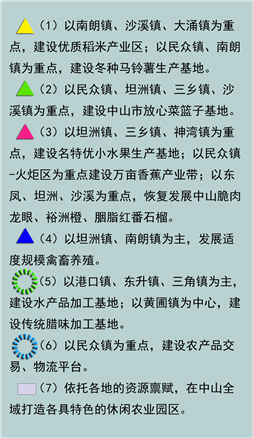 （1）以南朗镇、沙溪镇、大涌镇为重
点，建设优质稻米产业区；以民众镇、南朗
镇为重点，建设冬种马铃薯生产基地。
（2）以民众镇、坦洲镇、三乡镇、沙
溪镇为重点，建设中山市放心菜篮子基地。
（3）以坦洲镇、三乡镇、神湾镇为重
点，建设名特优小水果生产基地；以民众镇
-火炬区为重点建设万亩香蕉产业带；以东
凤、坦洲、沙溪为重点，恢复发展中山脆肉
龙眼、裕洲橙、胭脂红番石榴。
（4）以坦洲镇、南朗镇为主，发展适
度规模禽畜养殖。
（5）以港口镇、东升镇、三角镇为主，
建设水产品加工基地；以黄圃镇为中心，建
设传统腊味加工基地。
（6）以民众镇为重点，建设农产品交
易、物流平台。
（7）依托各地的资源禀赋，在中山全
域打造各具特色的休闲农业园区。